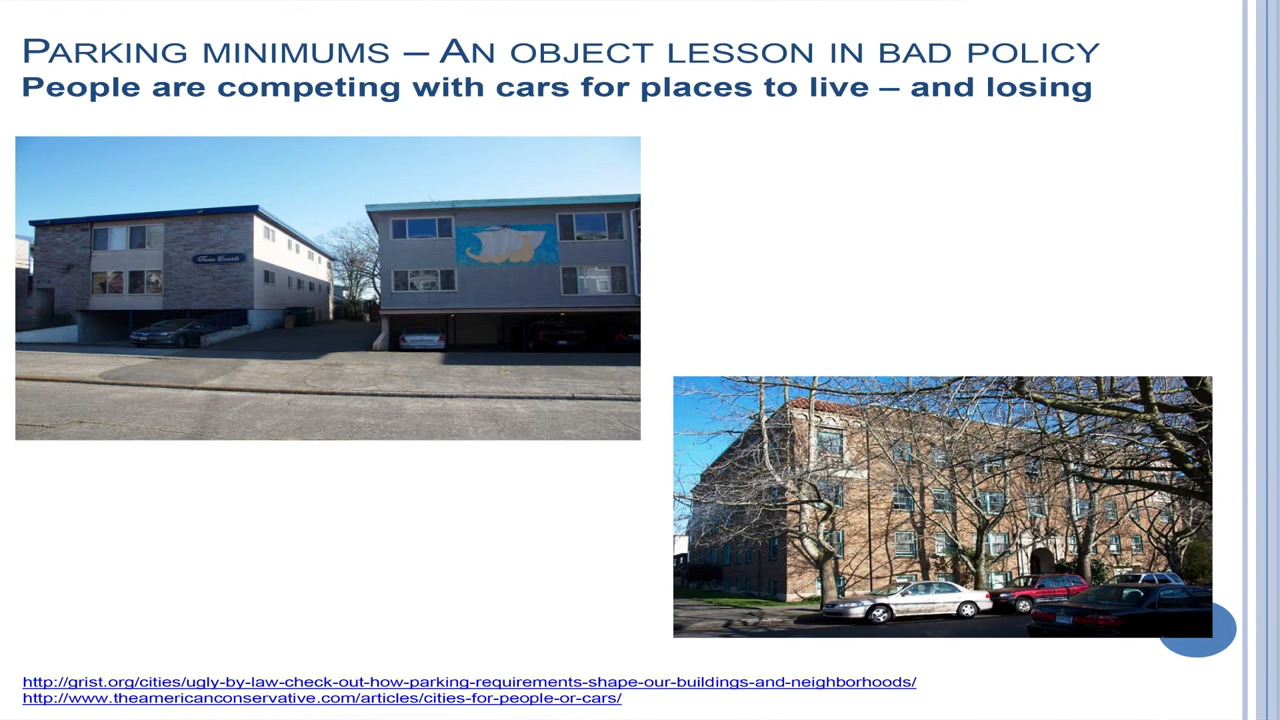 Parking minimums – An object lesson in bad policy
People are competing with cars for places to live – and losing
Twin Courts
http://grist.org/cities/ugly-by-law-check-out-how-parking-requirements-shape-our-buildings-and-neighborhoods/
http://www.theamericanconservative.com/articles/cities-for-people-or-cars/